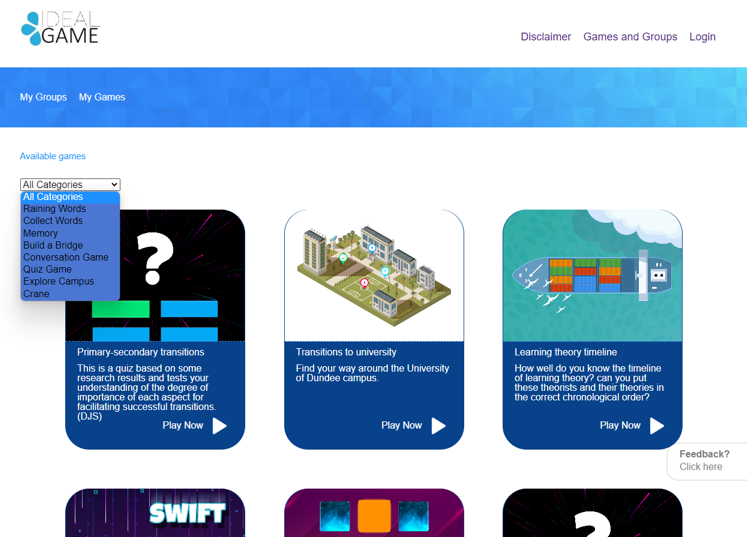 IDEAL
GAME
Disclaimer Games and Groups Login
My Groups My Games
Available games
All Categories
All Categories
Raining Words
Collect Words
Memory
Build a Bridge
Conversation Game
Quiz Game
Explore Campus
Crane
?
Primary-secondary transitions
This is a quiz based on some
research results and tests your
understanding of the degree of
importance of each aspect for
facilitating successful transitions.
(DJS)
Play Now
Transitions to university
Find your way around the University
of Dundee campus.
Play Now
Learning theory timeline
How well do you know the timeline
of learning theory? can you put
these theorists and their theories in
the correct chronological order?
Play Now
Feedback?
Click here
SWIFT
?